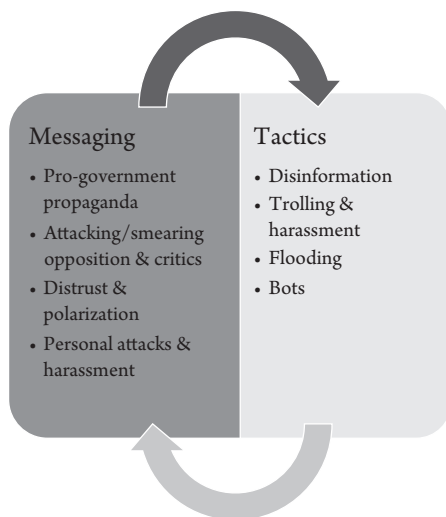 Messaging
• Pro-government
propaganda
• Attacking/smearing
opposition & critics
• Distrust &
polarization
• Personal attacks &
harassment
Tactics
• Disinformation
• Trolling &
harassment
• Flooding
• Bots